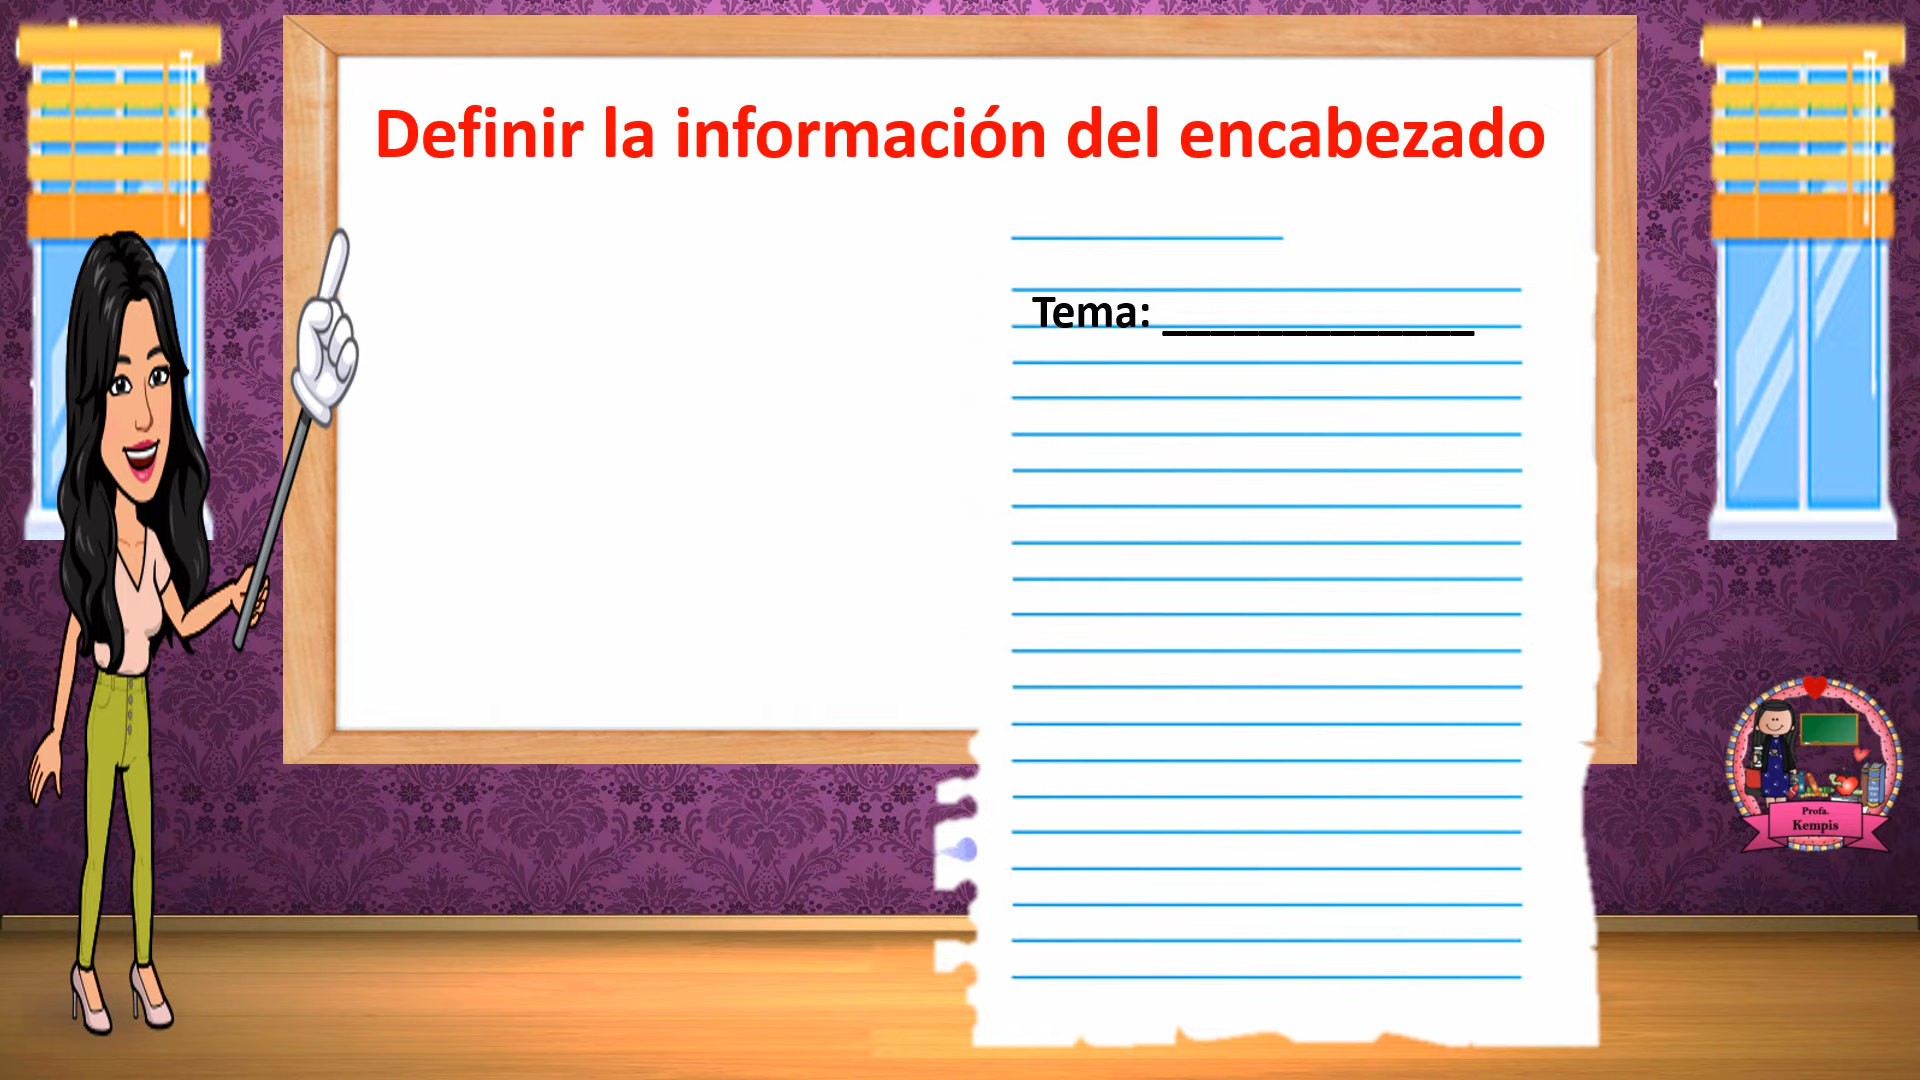 Definir la información del encabezado
Tema: _____________
Profa.
Kempis